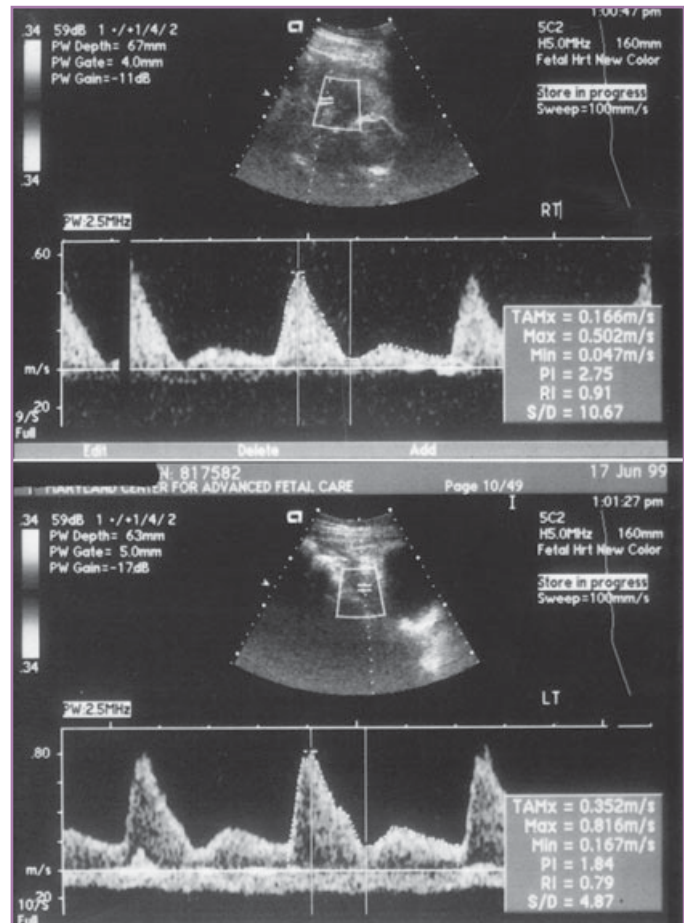 1:00:47 pm
.34 59dB 1 •/+1/4/2
PW Depth= 67mm
PW Gate= 4.0mm
PW Gain=-11dB
.34
5C2
H5.0MHz 160mm
Fetal Hrt New Color
Store in progress
Sweep=100mm/s
RT
PW:2.5MHz
.60
m/s
.20
9/S
Full
TAMx = 0.166m/s
Max = 0.502m/s
Min = 0.047m/s
PI = 2.75
RI = 0.91
S/D = 10.67
Edit Delete Add
N: 817582 17 Jun 99
MARYLAND CENTER FOR ADVANCED FETAL CARE Page 10/49
1:01:27 pm
.34 59dB 1 •/+1/4/2
PW Depth= 63mm
PW Gate= 5.0mm
PW Gain=-17dB
.34
5C2
H5.0MHz 160mm
Fetal Hrt New Color
Store in progress
Sweep=100mm/s
LT
PW:2.5MHz
.80
m/s
.20
10/S
Full
TAMx = 0.352m/s
Max = 0.816m/s
Min = 0.167m/s
PI = 1.84
RI = 0.79
S/D = 4.87